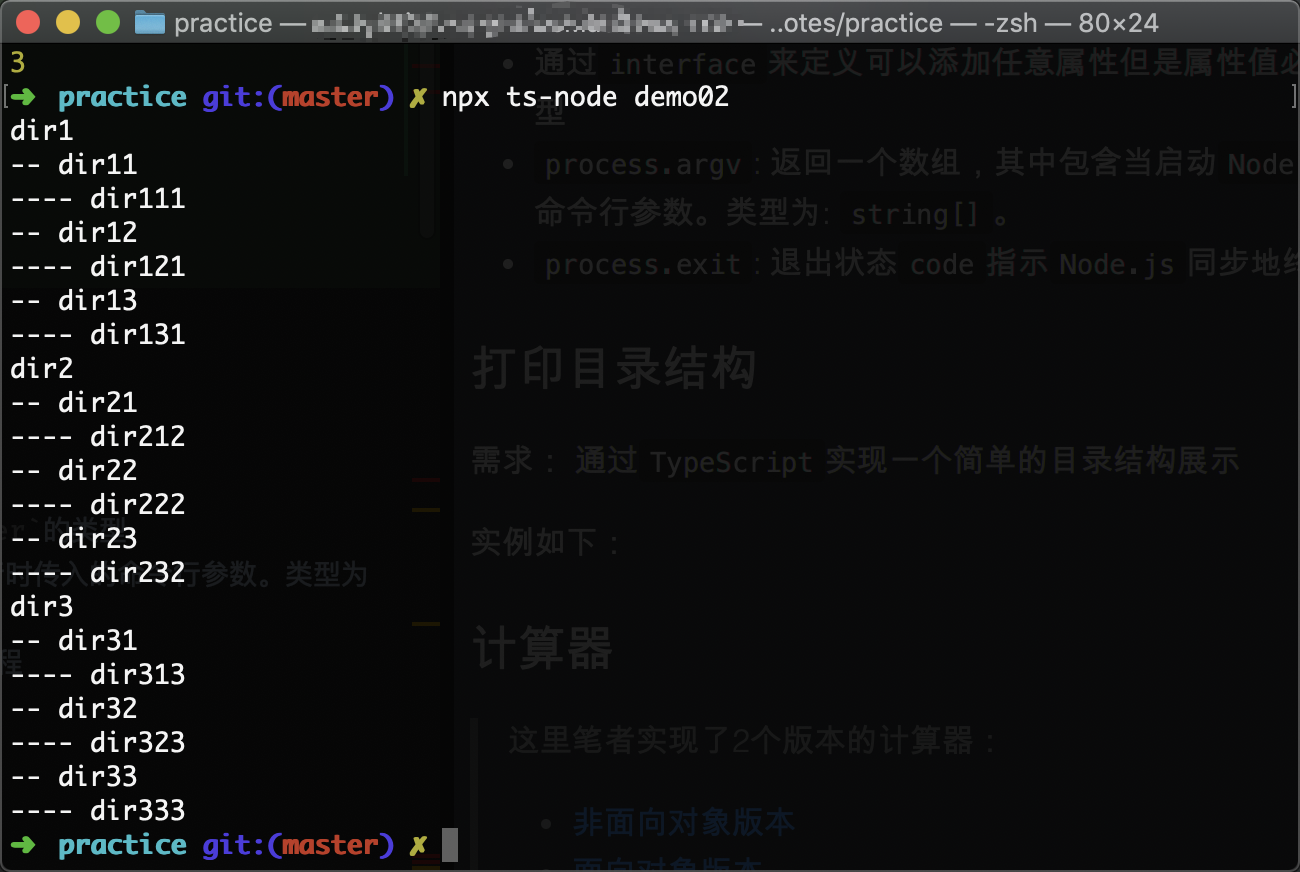 practice — — ..otes/practice — -zsh — 80×24
3
[➜ practice git:(master) ✗ npx ts-node demo02 ]
dir1
-- dir11
---- dir111
-- dir12
---- dir121
-- dir13
---- dir131
dir2
-- dir21
---- dir212
-- dir22
---- dir222
-- dir23
---- dir232
dir3
-- dir31
---- dir313
-- dir32
---- dir323
-- dir33
---- dir333
➜ practice git:(master) ✗
• 通过 interface 来定义可以添加任意属性但是属性值必
型
• process.argv：返回一个数组，其中包含当启动 Node
命令行参数。类型为: string[] 。
• process.exit：退出状态 code 指示 Node.js 同步地
打印目录结构
需求： 通过 TypeScript 实现一个简单的目录结构展示
实例如下：
计算器
这里笔者实现了2个版本的计算器：
• 非面向对象版本
面向对象版本
er`的类型
时传入 行参数。类型为
程